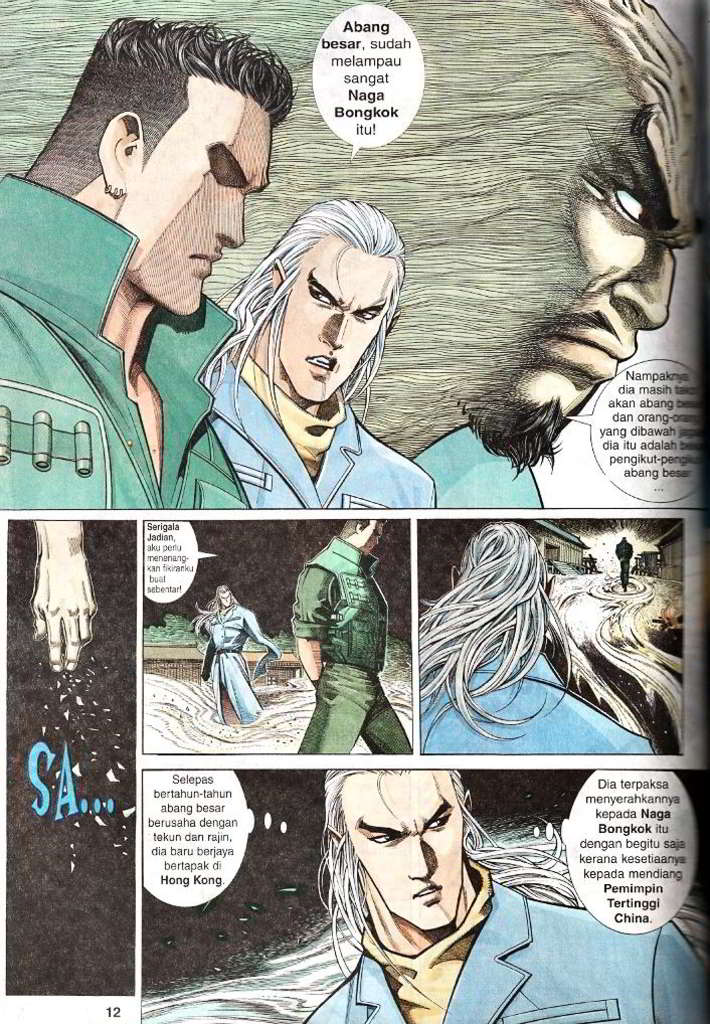 Abang
besar, sudah
melampau
sangat
Naga
Bongkok
itu!
Nampaknya
dia masih
akan abang
dan orang-orang
yang dibawah
dia itu adalah
pengikut-pengikut
abang besar
...
Serigala
Jadian,
aku perlu
menenang-
kan fikiranku
buat
sebentar!
SA...
Selepas
bertahun-tahun
abang besar
berusaha dengan
tekun dan rajin,
dia baru berjaya
bertapak di
Hong Kong.
Dia terpaksa
menyerahkannya
kepada Naga
Bongkok itu
dengan begitu saja
kerana kesetiaanya
kepada mendiang
Pemimpin
Tertinggi
China.
12